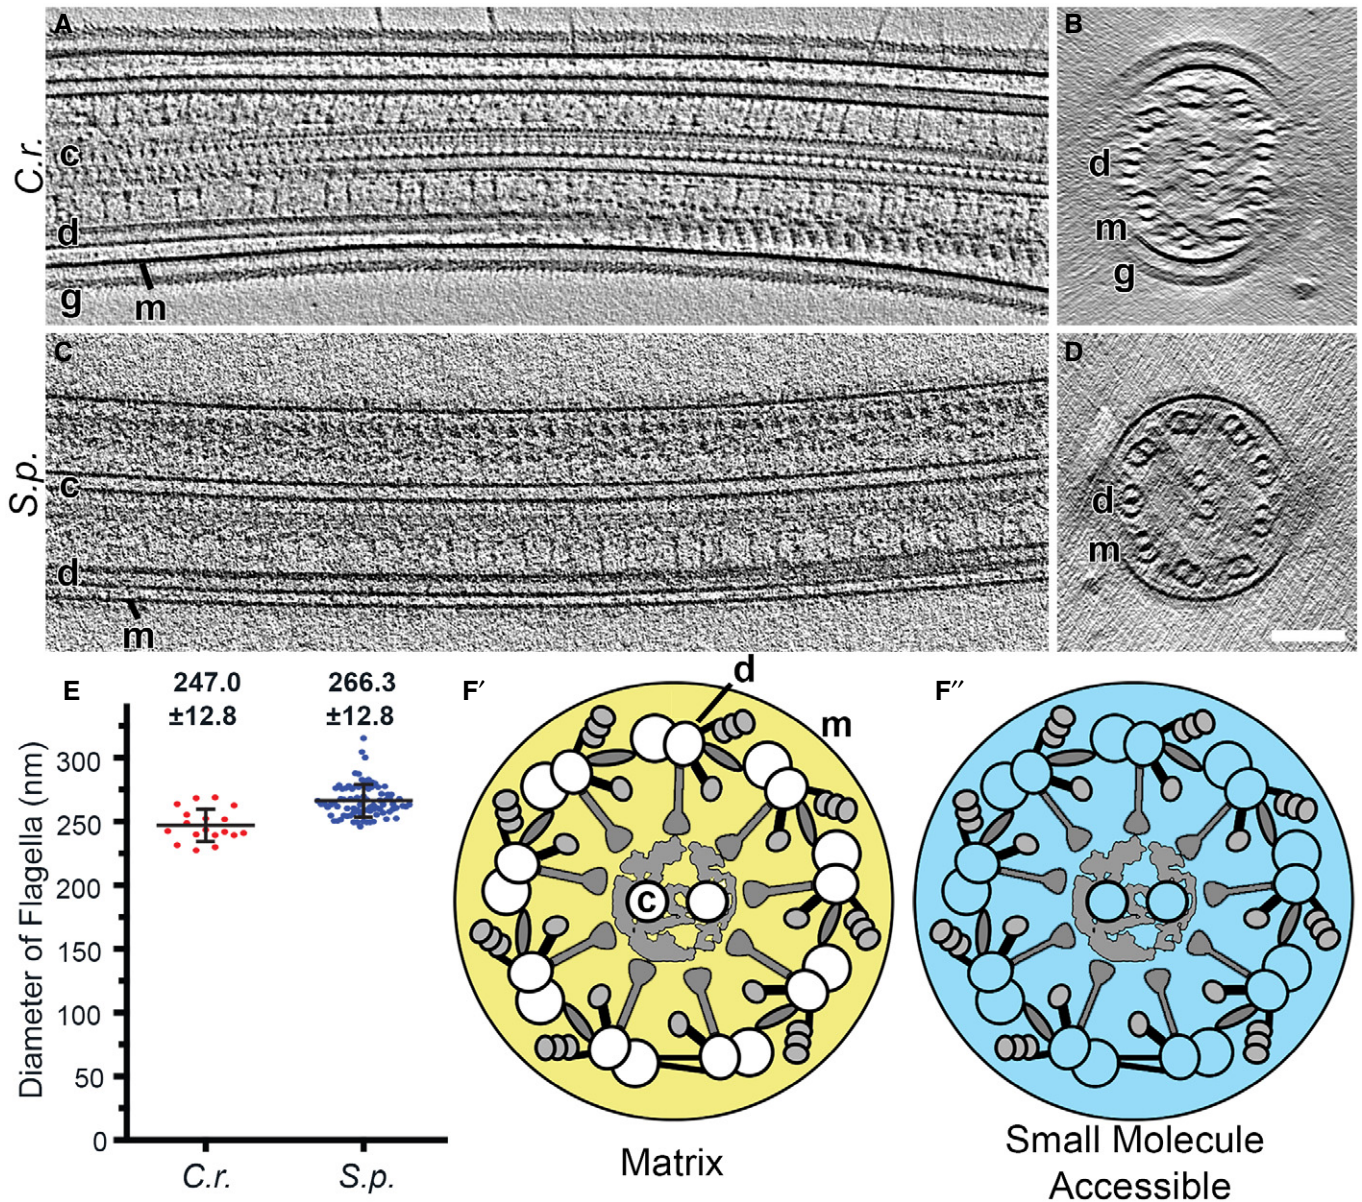 A
B
C.r.
c
d
g
m
d
m
g
C
D
S.p.
c
d
m
d
m
E
247.0
±12.8
266.3
±12.8
Diameter of Flagella (nm)
300
250
200
150
100
50
0
C.r.
S.p.
F′
d
m
c
Matrix
F″
Small Molecule
Accessible